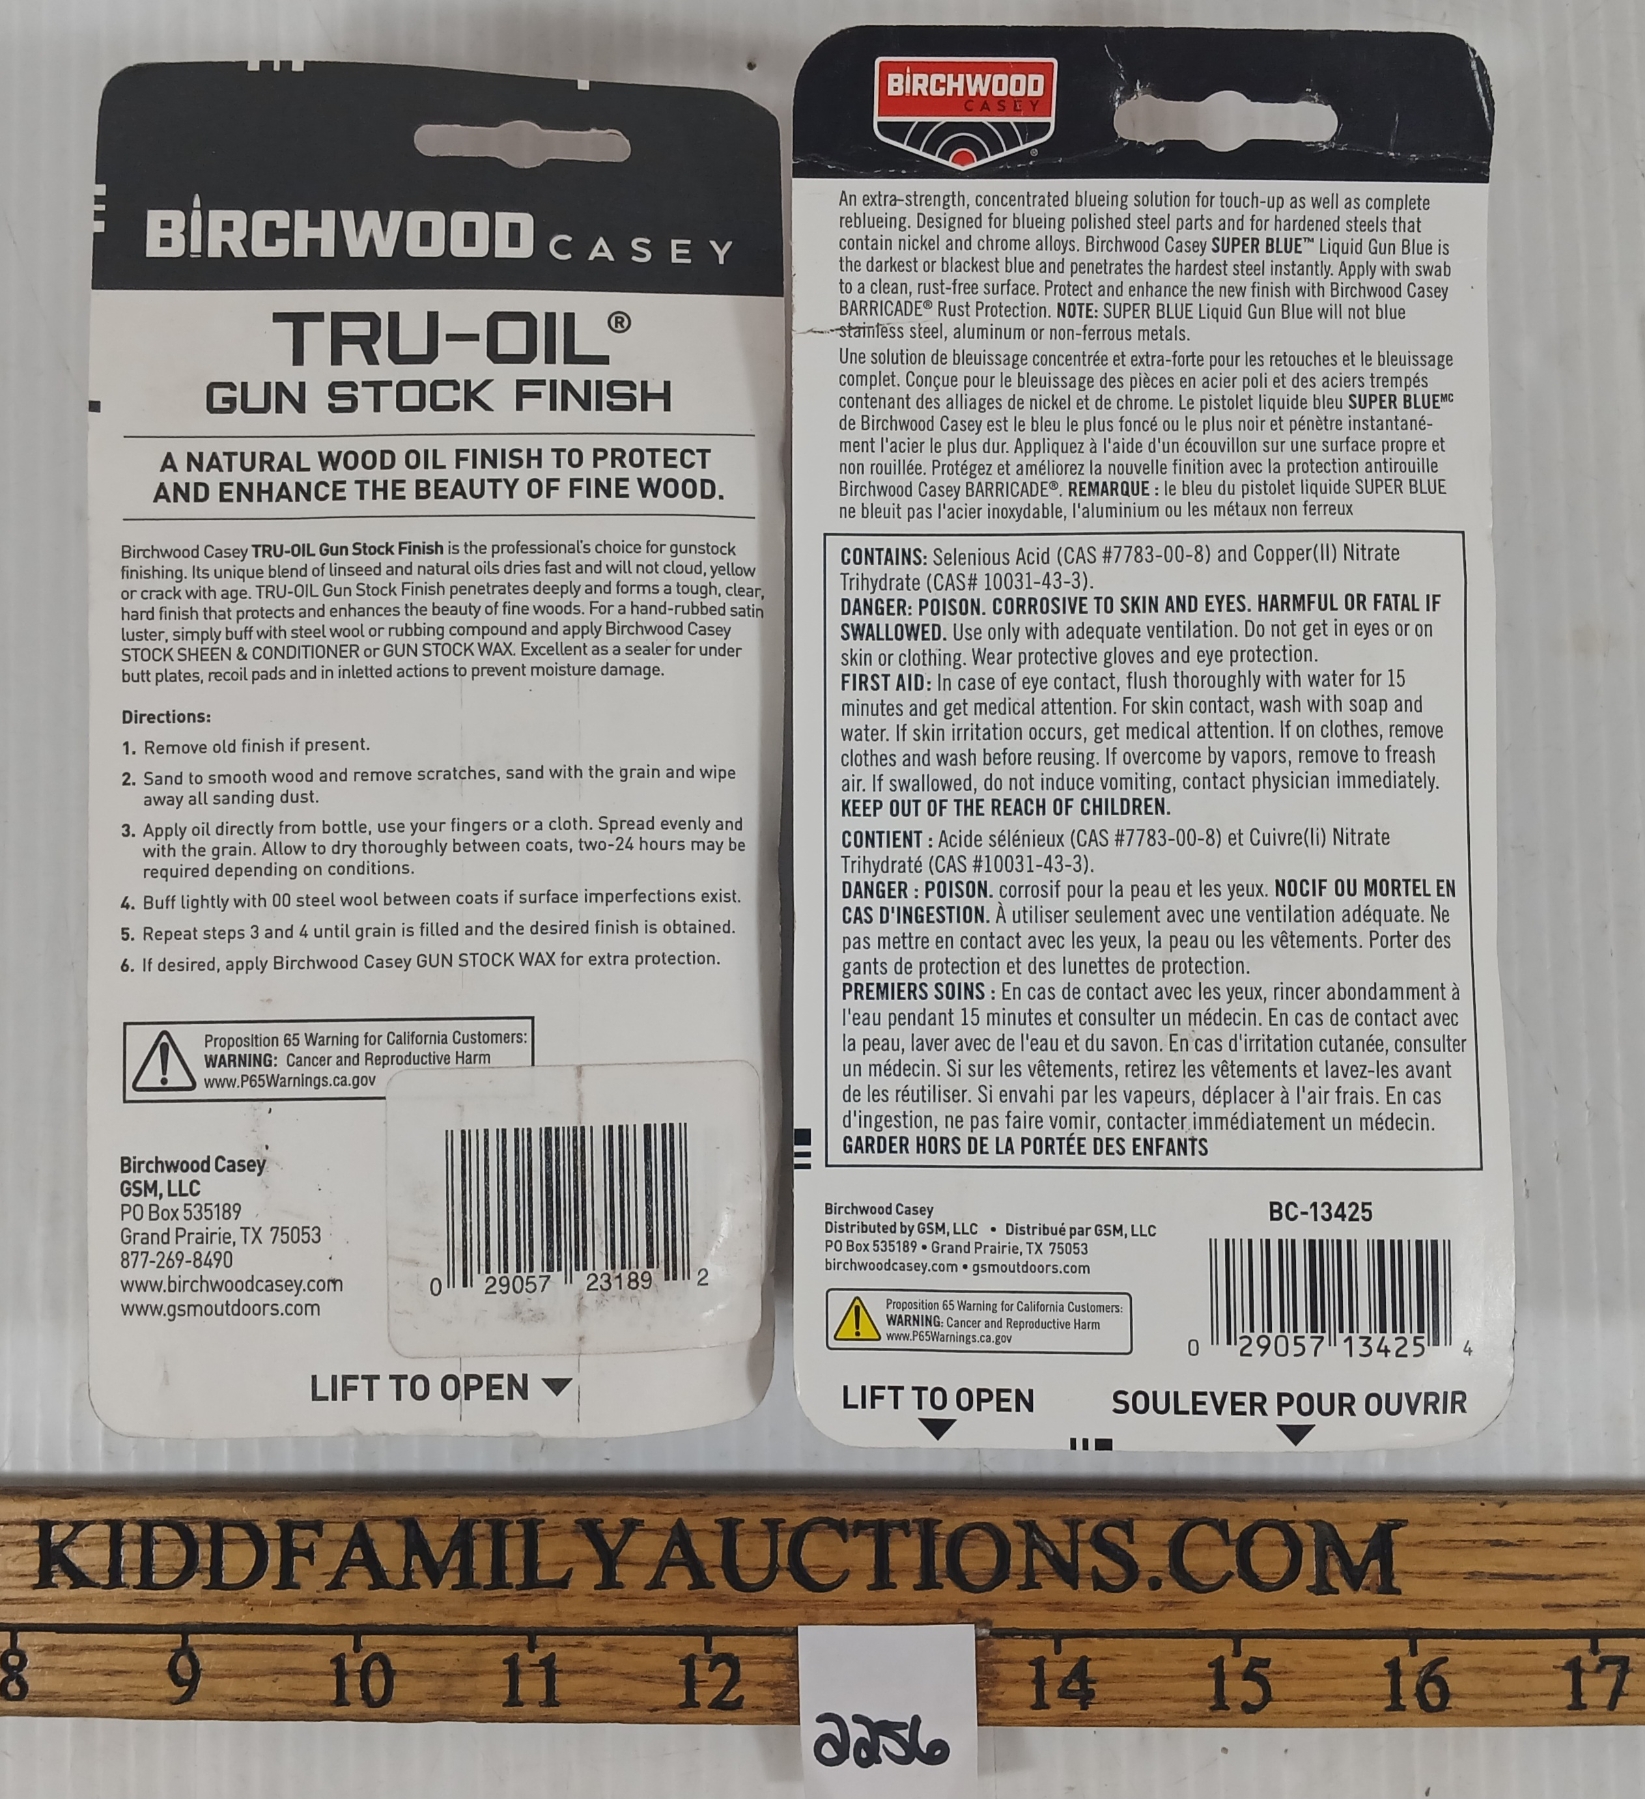 BIRCHWOOD CASEY
TRU-OIL®
GUN STOCK FINISH
A NATURAL WOOD OIL FINISH TO PROTECT
AND ENHANCE THE BEAUTY OF FINE WOOD.
Birchwood Casey TRU-OIL Gun Stock Finish is the professional's choice for gunstock
finishing. Its unique blend of linseed and natural oils dries fast and will not cloud, yellow
or crack with age. TRU-OIL Gun Stock Finish penetrates deeply and forms a tough, clear,
hard finish that protects and enhances the beauty of fine woods. For a hand-rubbed satin
luster, simply buff with steel wool or rubbing compound and apply Birchwood Casey
STOCK SHEEN & CONDITIONER or GUN STOCK WAX. Excellent as a sealer for under
butt plates, recoil pads and in inletted actions to prevent moisture damage.
Directions:
1. Remove old finish if present.
2. Sand to smooth wood and remove scratches, sand with the grain and wipe
away all sanding dust.
3. Apply oil directly from bottle, use your fingers or a cloth. Spread evenly and
with the grain. Allow to dry thoroughly between coats, two-24 hours may be
required depending on conditions.
4. Buff lightly with 00 steel wool between coats if surface imperfections exist.
5. Repeat steps 3 and 4 until grain is filled and the desired finish is obtained.
6. If desired, apply Birchwood Casey GUN STOCK WAX for extra protection.
Proposition 65 Warning for California Customers:
WARNING: Cancer and Reproductive Harm
www.P65Warnings.ca.gov
Birchwood Casey
GSM, LLC
PO Box 535189
Grand Prairie, TX 75053
877-269-8490
www.birchwoodcasey.com
www.gsmoutdoors.com
0 29057 23189 2
LIFT TO OPEN
BIRCHWOOD
CASEY
®
An extra-strength, concentrated blueing solution for touch-up as well as complete
reblueing. Designed for blueing polished steel parts and for hardened steels that
contain nickel and chrome alloys. Birchwood Casey SUPER BLUE™ Liquid Gun Blue is
the darkest or blackest blue and penetrates the hardest steel instantly. Apply with swab
to a clean, rust-free surface. Protect and enhance the new finish with Birchwood Casey
BARRICADE® Rust Protection. NOTE: SUPER BLUE Liquid Gun Blue will not blue
stainless steel, aluminum or non-ferrous metals.
Une solution de bleuissage concentrée et extra-forte pour les retouches et le bleuissage
complet. Conçue pour le bleuissage des pièces en acier poli et des aciers trempés
contenant des alliages de nickel et de chrome. Le pistolet liquide bleu SUPER BLUEᴹᶜ
de Birchwood Casey est le bleu le plus foncé ou le plus noir et pénètre instantané-
ment l'acier le plus dur. Appliquez à l'aide d'un écouvillon sur une surface propre et
non rouillée. Protégez et améliorez la nouvelle finition avec la protection antirouille
Birchwood Casey BARRICADE®. REMARQUE : le bleu du pistolet liquide SUPER BLUE
ne bleuit pas l'acier inoxydable, l'aluminium ou les métaux non ferreux
CONTAINS: Selenious Acid (CAS #7783-00-8) and Copper(II) Nitrate
Trihydrate (CAS# 10031-43-3).
DANGER: POISON. CORROSIVE TO SKIN AND EYES. HARMFUL OR FATAL IF
SWALLOWED. Use only with adequate ventilation. Do not get in eyes or on
skin or clothing. Wear protective gloves and eye protection.
FIRST AID: In case of eye contact, flush thoroughly with water for 15
minutes and get medical attention. For skin contact, wash with soap and
water. If skin irritation occurs, get medical attention. If on clothes, remove
clothes and wash before reusing. If overcome by vapors, remove to freash
air. If swallowed, do not induce vomiting, contact physician immediately.
KEEP OUT OF THE REACH OF CHILDREN.
CONTIENT : Acide sélénieux (CAS #7783-00-8) et Cuivre(li) Nitrate
Trihydraté (CAS #10031-43-3).
DANGER : POISON. corrosif pour la peau et les yeux. NOCIF OU MORTEL EN
CAS D'INGESTION. À utiliser seulement avec une ventilation adéquate. Ne
pas mettre en contact avec les yeux, la peau ou les vêtements. Porter des
gants de protection et des lunettes de protection.
PREMIERS SOINS : En cas de contact avec les yeux, rincer abondamment à
l'eau pendant 15 minutes et consulter un médecin. En cas de contact avec
la peau, laver avec de l'eau et du savon. En cas d'irritation cutanée, consulter
un médecin. Si sur les vêtements, retirez les vêtements et lavez-les avant
de les réutiliser. Si envahi par les vapeurs, déplacer à l'air frais. En cas
d'ingestion, ne pas faire vomir, contacter immédiatement un médecin.
GARDER HORS DE LA PORTÉE DES ENFANTS
Birchwood Casey
Distributed by GSM, LLC • Distribué par GSM, LLC
PO Box 535189 • Grand Prairie, TX 75053
birchwoodcasey.com • gsmoutdoors.com
Proposition 65 Warning for California Customers:
WARNING: Cancer and Reproductive Harm
www.P65Warnings.ca.gov
BC-13425
0 29057 13425 4
LIFT TO OPEN SOULEVER POUR OUVRIR
KIDDFAMILYAUCTIONS.COM
8 9 10 11 12 14 15 16 17
2256